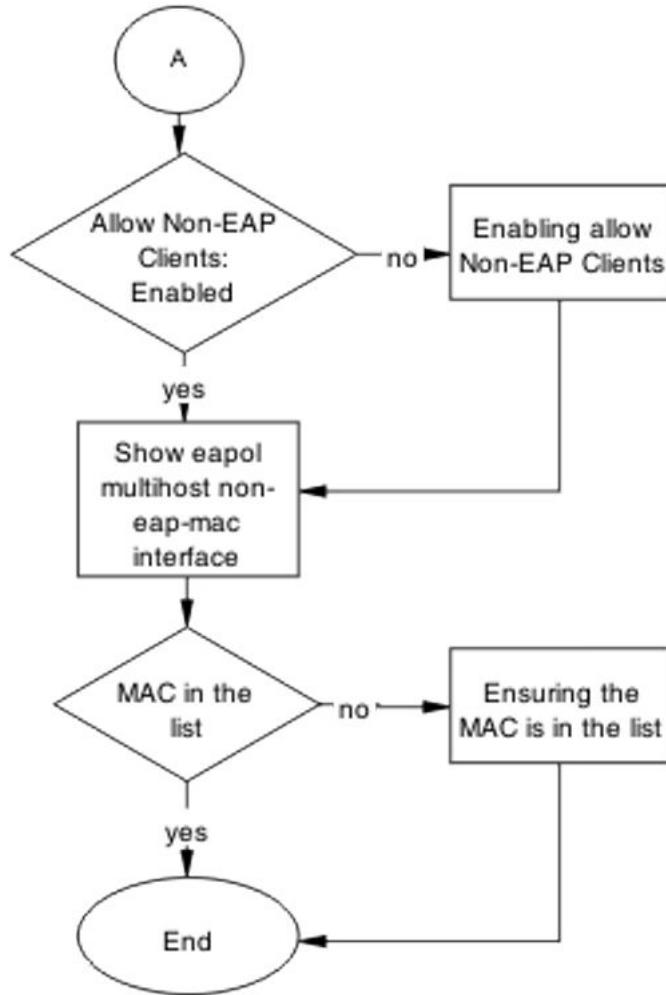 A
Allow Non-EAP
Clients:
Enabled
no
Enabling allow
Non-EAP Clients
yes
Show eapol
multihost non-
eap-mac
interface
MAC in the
list
no
Ensuring the
MAC is in the list
yes
End